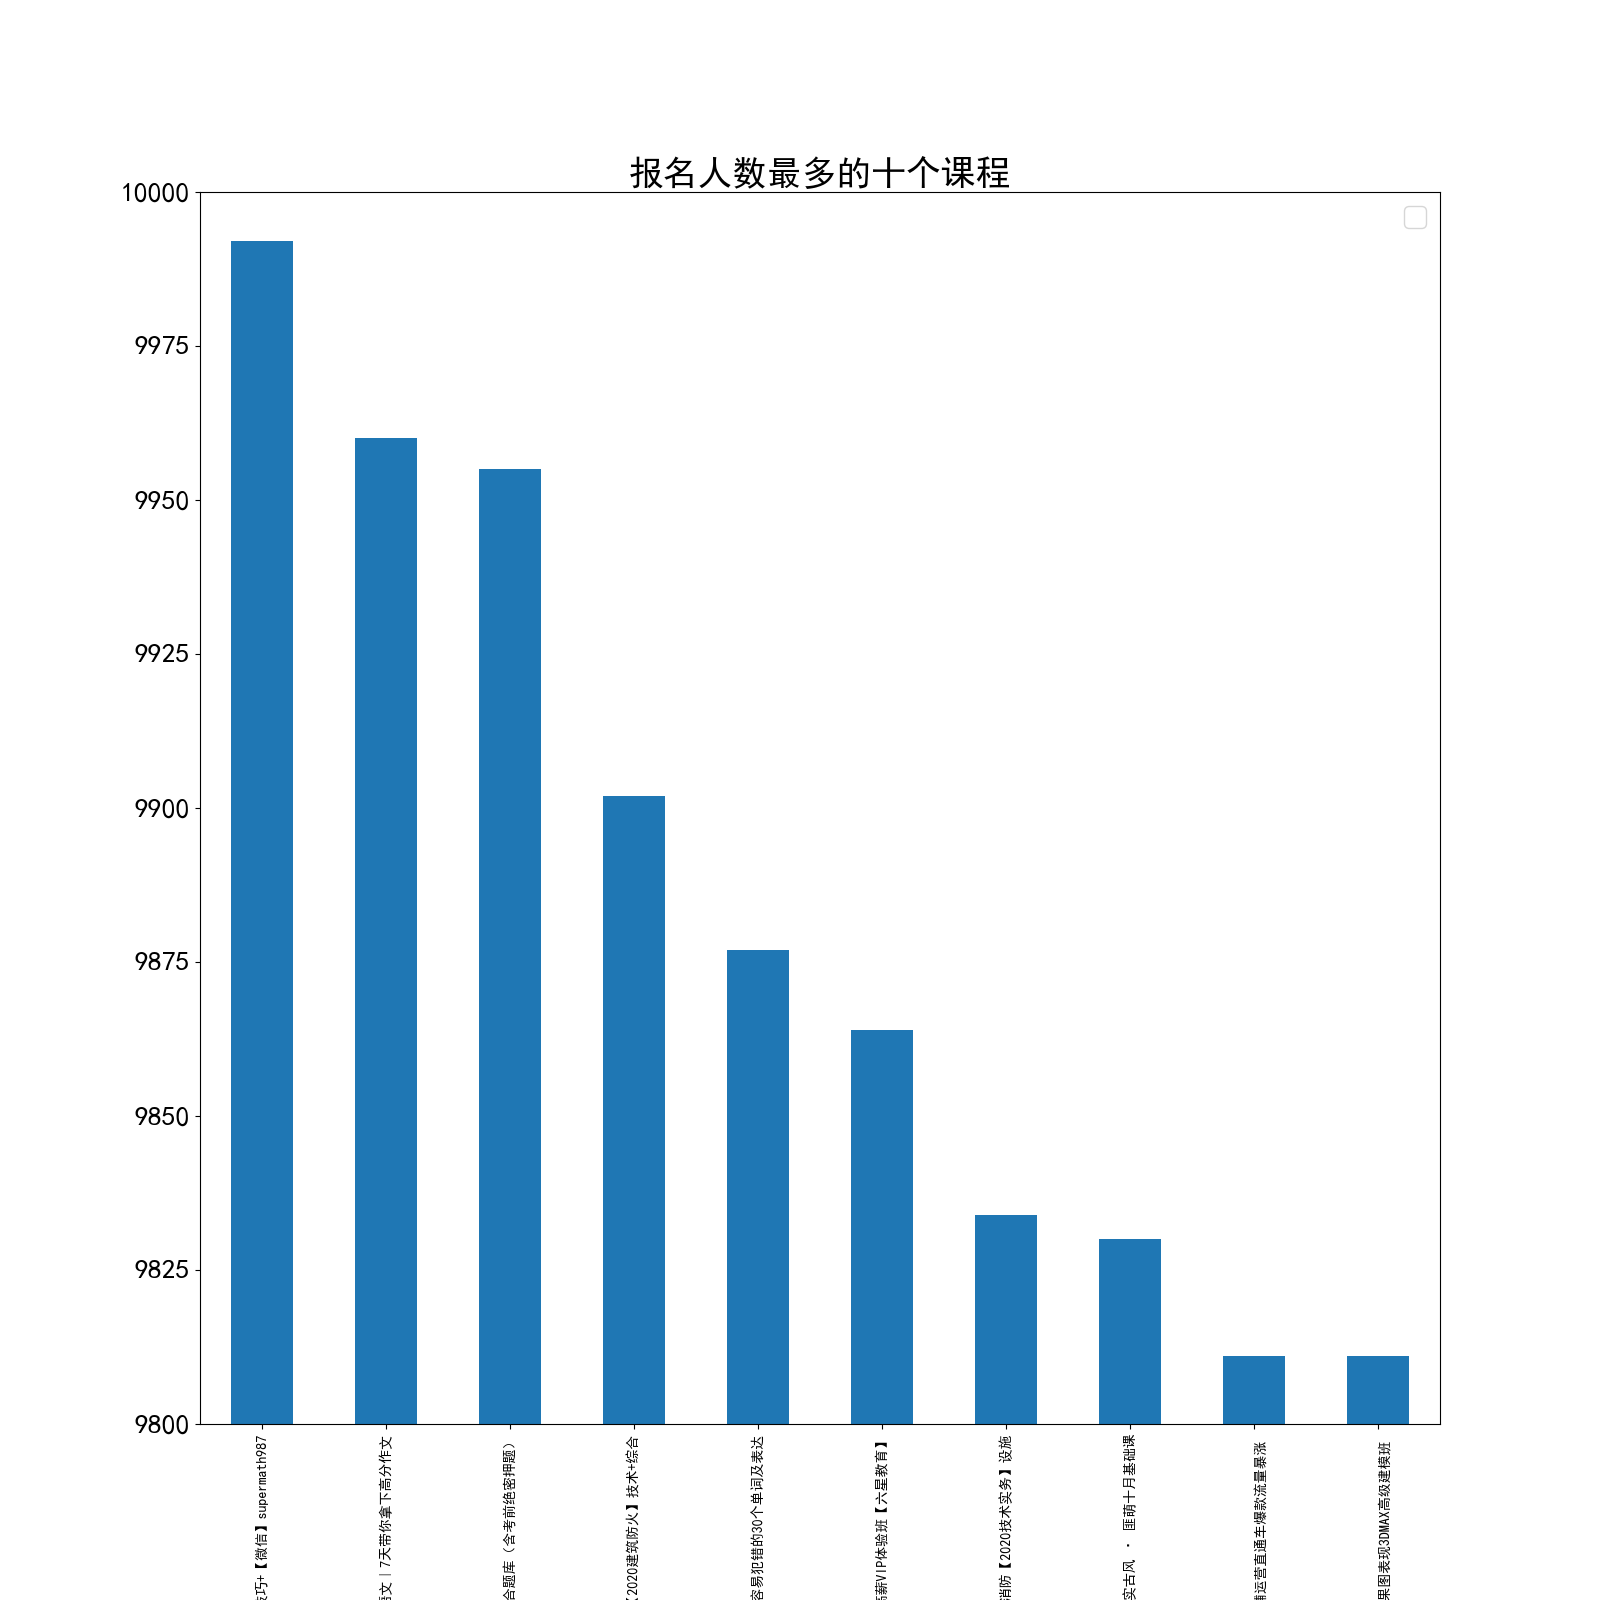 报名人数最多的十个课程
10000
9975
9950
9925
9900
9875
9850
9825
9800
技巧+【微信】supermath987
语文|7天带你拿下高分作文
合题库（含考前绝密押题）
【2020建筑防火】技术+综合
容易犯错的30个单词及表达
高薪VIP体验班【六星教育】
消防【2020技术实务】设施
实古风 · 匪萌十月基础课
铺运营直通车爆款流量暴涨
果图表现3DMAX高级建模班